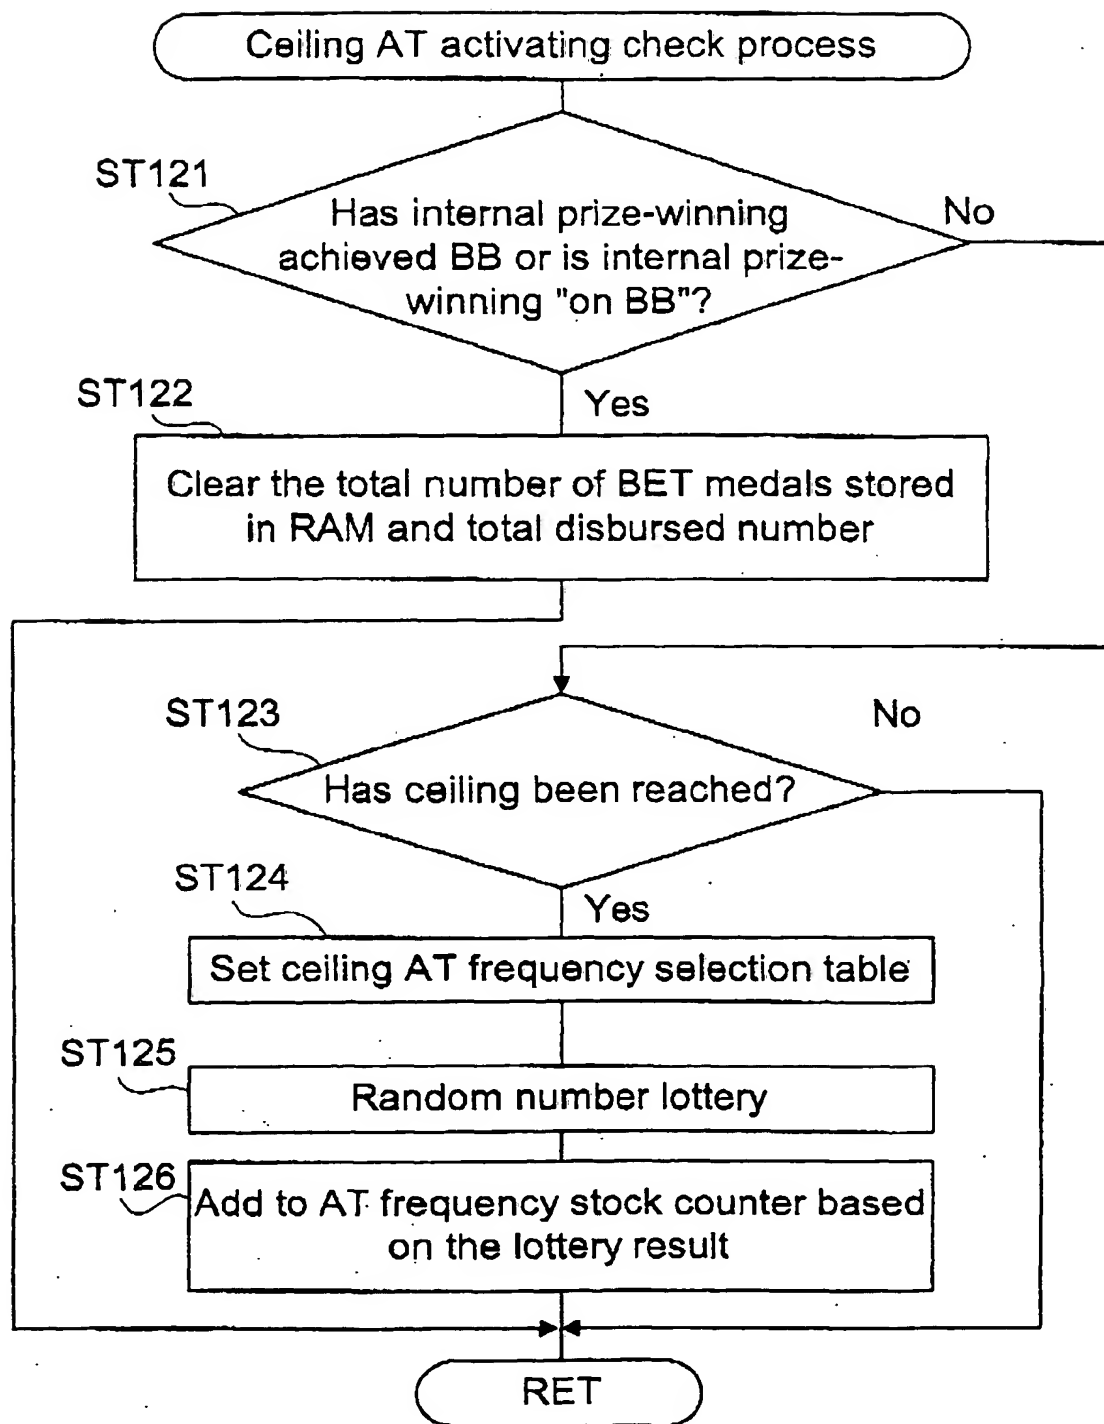 Ceiling AT activating check process
ST121
Has internal prize-winning
achieved BB or is internal prize-
winning "on BB"?
No
ST122
Yes
Clear the total number of BET medals stored
in RAM and total disbursed number
ST123
No
Has ceiling been reached?
ST124
Yes
Set ceiling AT frequency selection table
ST125
Random number lottery
ST126
Add to AT frequency stock counter based
on the lottery result
RET